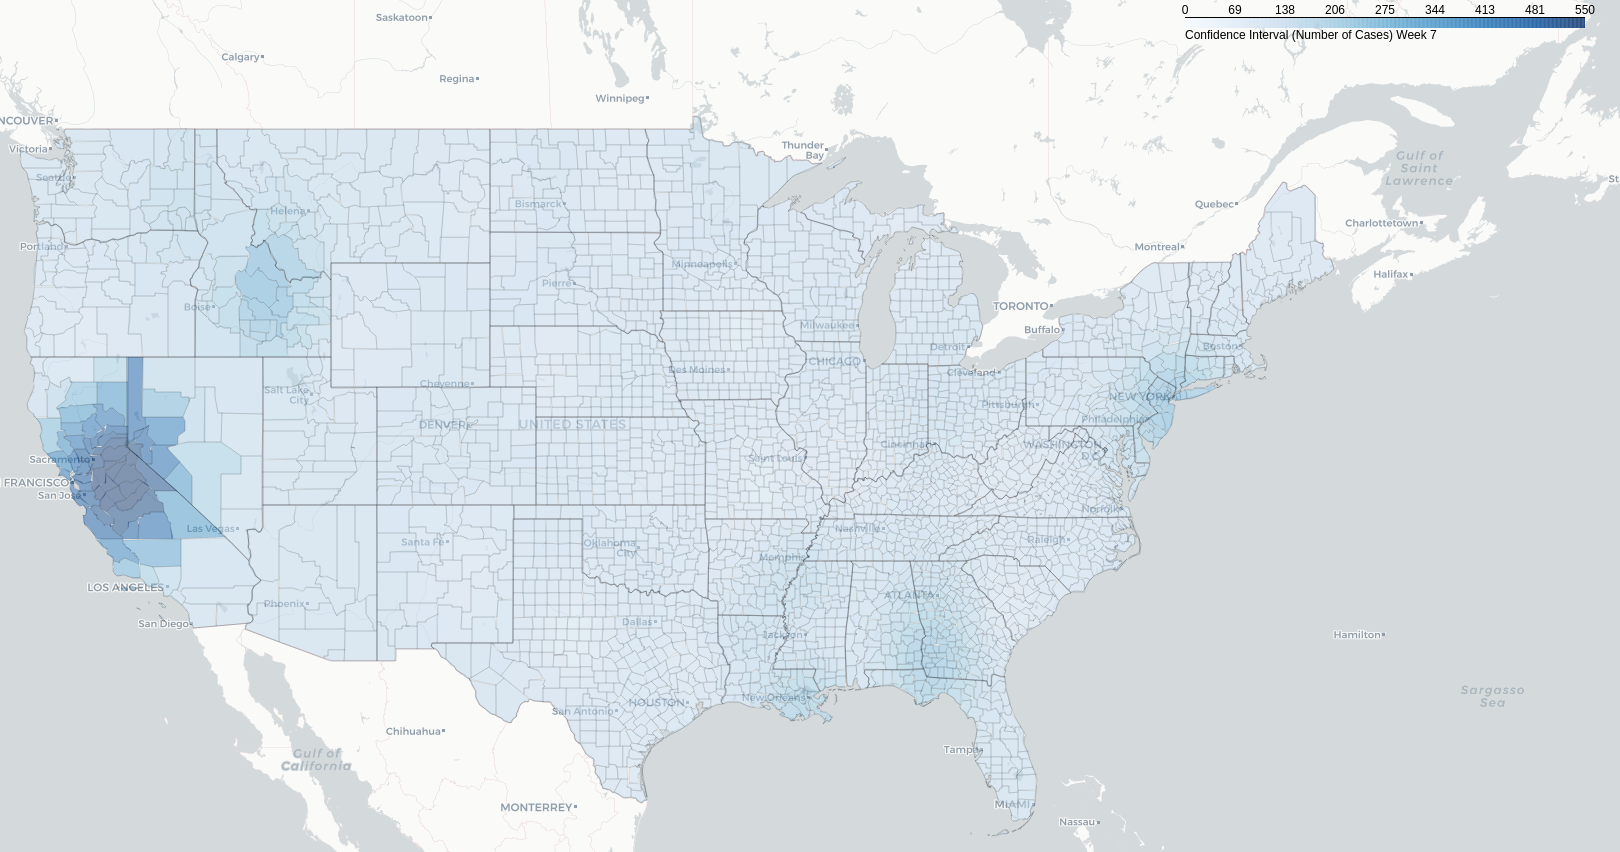 0 69 138 206 275 344 413 481 550
Confidence Interval (Number of Cases) Week 7
Saskatoon
Calgary
Regina
Winnipeg
NCOUVER
Victoria
Thunder
Bay
Gulf of
Saint
Lawrence
St
Seattle
Quebec
Bismarck
Helena
Charlottetown
Portland
Montreal
Minneapolis
Halifax
Pierre
Boise
TORONTO
Milwaukee
Buffalo
Boston
Detroit
CHICAGO
Des Moines
Cleveland
Cheyenne
Salt Lake
City
NEW YORK
Pittsburgh
Philadelphia
DENVER
UNITED STATES
Cincinnati
WASHINGTON
D.C.
Sacramento
Saint Louis
FRANCISCO
San Jose
Norfolk
Las Vegas
Nashville
Raleigh
Santa Fe
Oklahoma
City
Memphis
LOS ANGELES
ATLANTA
Phoenix
San Diego
Dallas
Jackson
Hamilton
Sargasso
Sea
New Orleans
HOUSTON
San Antonio
Chihuahua
Tampa
Gulf of
California
MIAMI
MONTERREY
Nassau